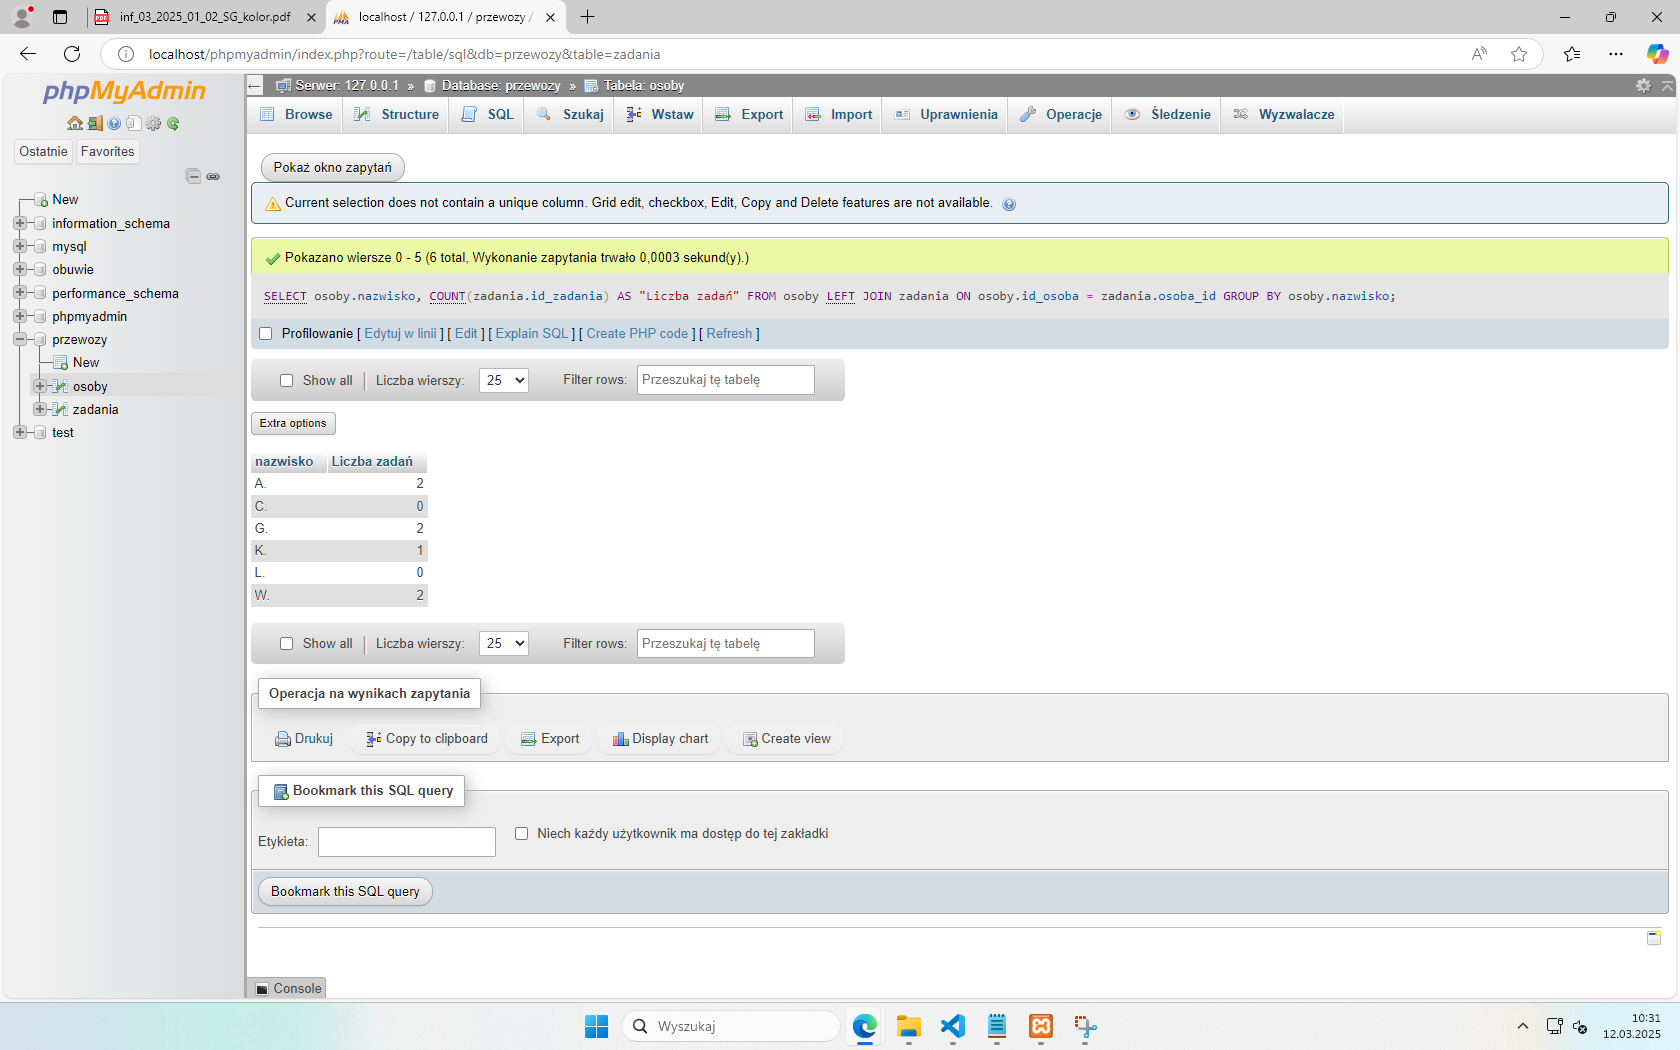 inf_03_2025_01_02_SG_kolor.pdf
localhost / 127.0.0.1 / przewozy /
localhost/phpmyadmin/index.php?route=/table/sql&db=przewozy&table=zadania
phpMyAdmin
Ostatnie Favorites
New
information_schema
mysql
obuwie
performance_schema
phpmyadmin
przewozy
New
osoby
zadania
test
Serwer: 127.0.0.1 » Database: przewozy » Tabela: osoby
Browse Structure SQL Szukaj Wstaw Export Import Uprawnienia Operacje Śledzenie Wyzwalacze
Pokaż okno zapytań
Current selection does not contain a unique column. Grid edit, checkbox, Edit, Copy and Delete features are not available.
Pokazano wiersze 0 - 5 (6 total, Wykonanie zapytania trwało 0,0003 sekund(y).)
SELECT osoby.nazwisko, COUNT(zadania.id_zadania) AS "Liczba zadań" FROM osoby LEFT JOIN zadania ON osoby.id_osoba = zadania.osoba_id GROUP BY osoby.nazwisko;
Profilowanie [ Edytuj w linii ] [ Edit ] [ Explain SQL ] [ Create PHP code ] [ Refresh ]
Show all Liczba wierszy: 25 Filter rows: Przeszukaj tę tabelę
Extra options
nazwisko Liczba zadań
A. 2
C. 0
G. 2
K. 1
L. 0
W. 2
Show all Liczba wierszy: 25 Filter rows: Przeszukaj tę tabelę
Operacja na wynikach zapytania
Drukuj Copy to clipboard Export Display chart Create view
Bookmark this SQL query
Etykieta: Niech każdy użytkownik ma dostęp do tej zakładki
Bookmark this SQL query
Console
Wyszukaj
10:31
12.03.2025